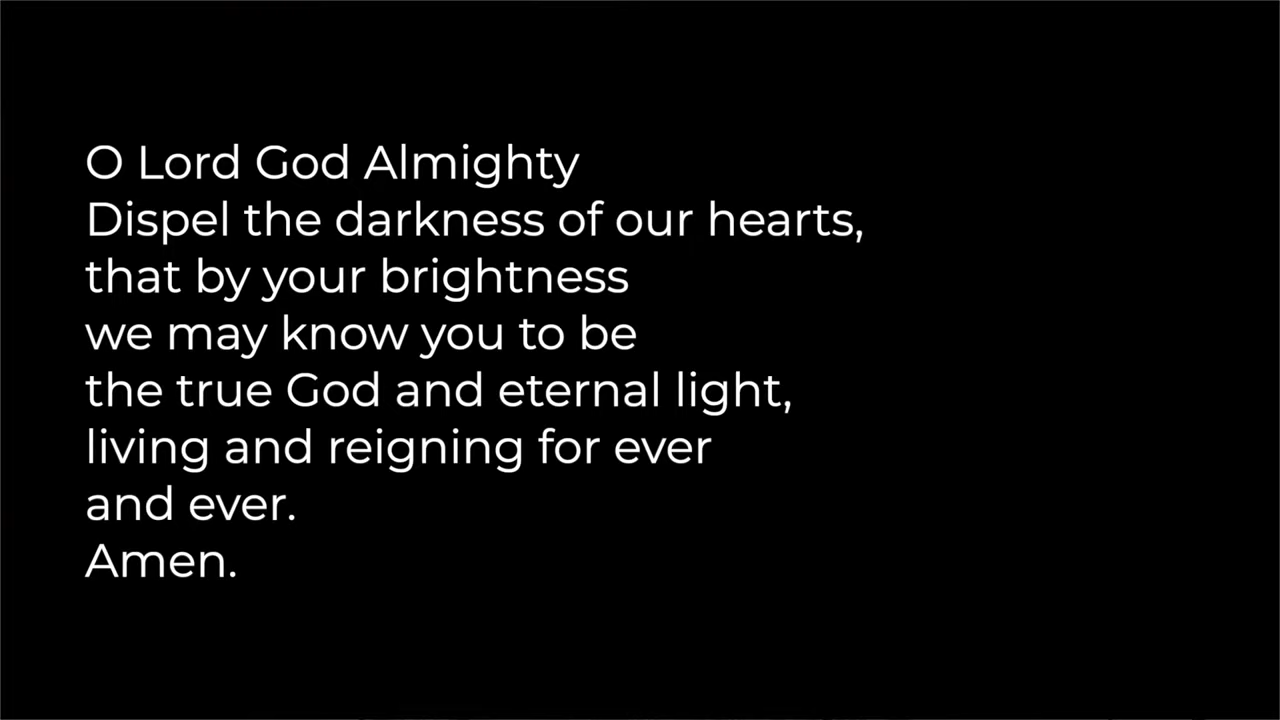 O Lord God Almighty
Dispel the darkness of our hearts,
that by your brightness
we may know you to be
the true God and eternal light,
living and reigning for ever
and ever.
Amen.